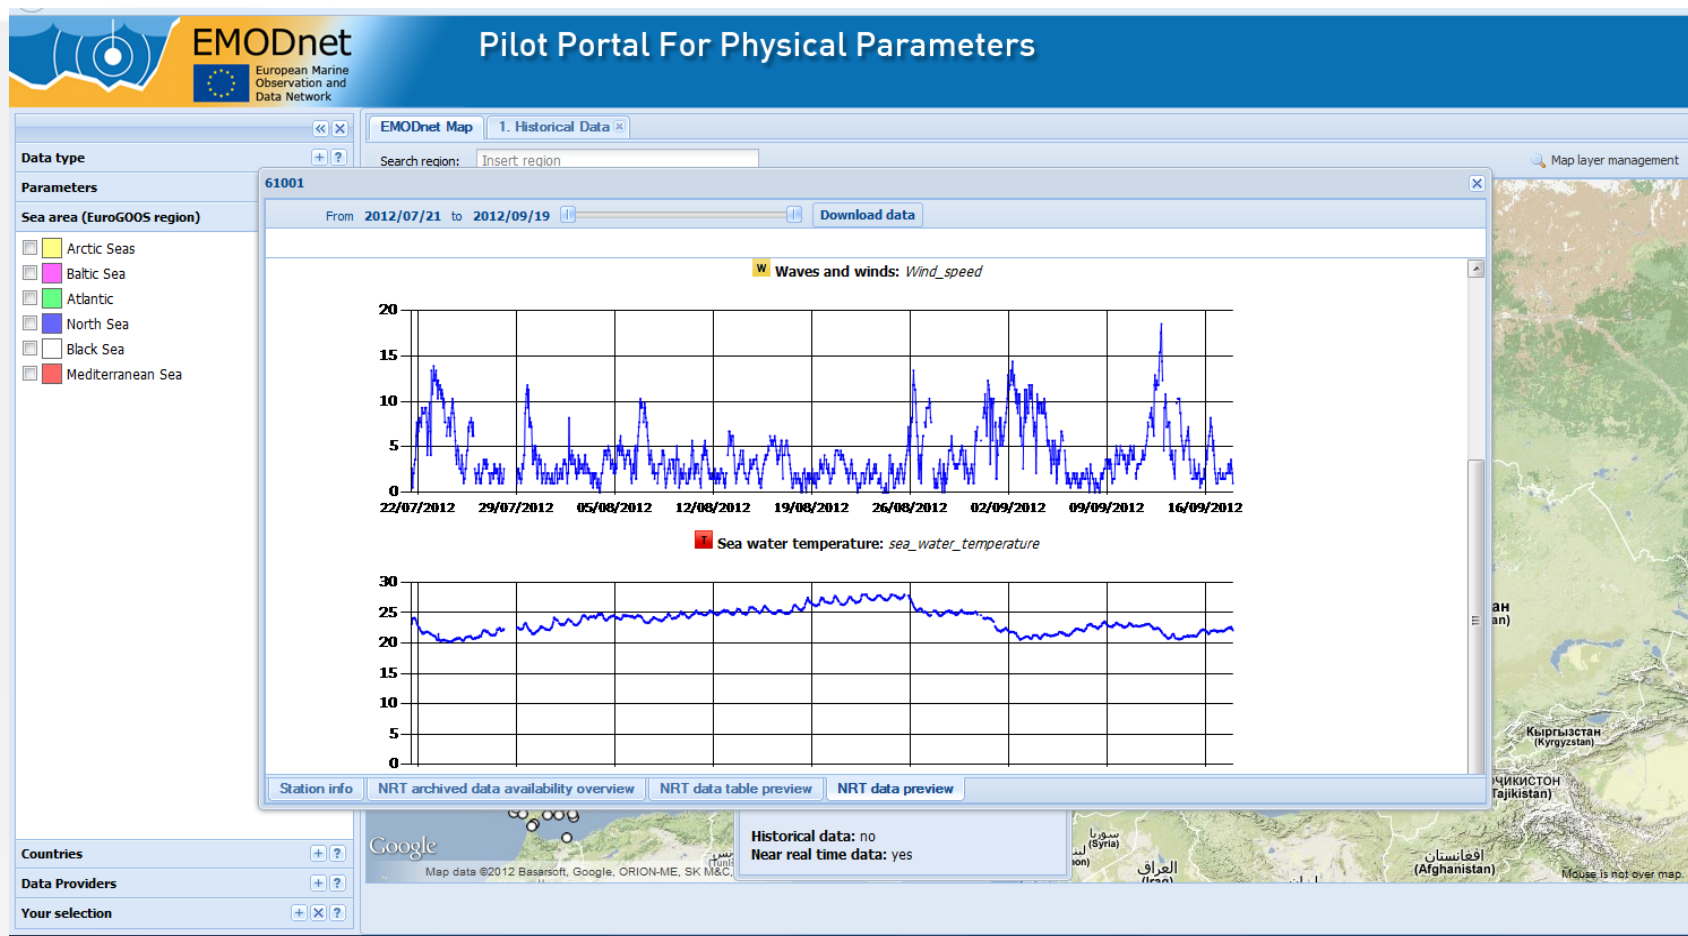 EMODnet
European Marine
Observation and
Data Network
Pilot Portal For Physical Parameters
EMODnet Map
1. Historical Data
Data type
Search region:
Insert region
Map layer management
Parameters
Sea area (EuroGOOS region)
Arctic Seas
Baltic Sea
Atlantic
North Sea
Black Sea
Mediterranean Sea
61001
From 2012/07/21 to 2012/09/19
Download data
W Waves and winds: Wind_speed
20
15
10
5
0
22/07/2012 29/07/2012 05/08/2012 12/08/2012 19/08/2012 26/08/2012 02/09/2012 09/09/2012 16/09/2012
T Sea water temperature: sea_water_temperature
30
25
20
15
10
5
0
Station info
NRT archived data availability overview
NRT data table preview
NRT data preview
Кыргызстан
(Kyrgyzstan)
Historical data: no
Near real time data: yes
Google
Map data ©2012 Basarsoft, Google, ORION-ME, SK M&C,
سوريا
(Syria)
العراق
(Iraq)
افغانستان
(Afghanistan)
Mouse is not over map.
Countries
Data Providers
Your selection